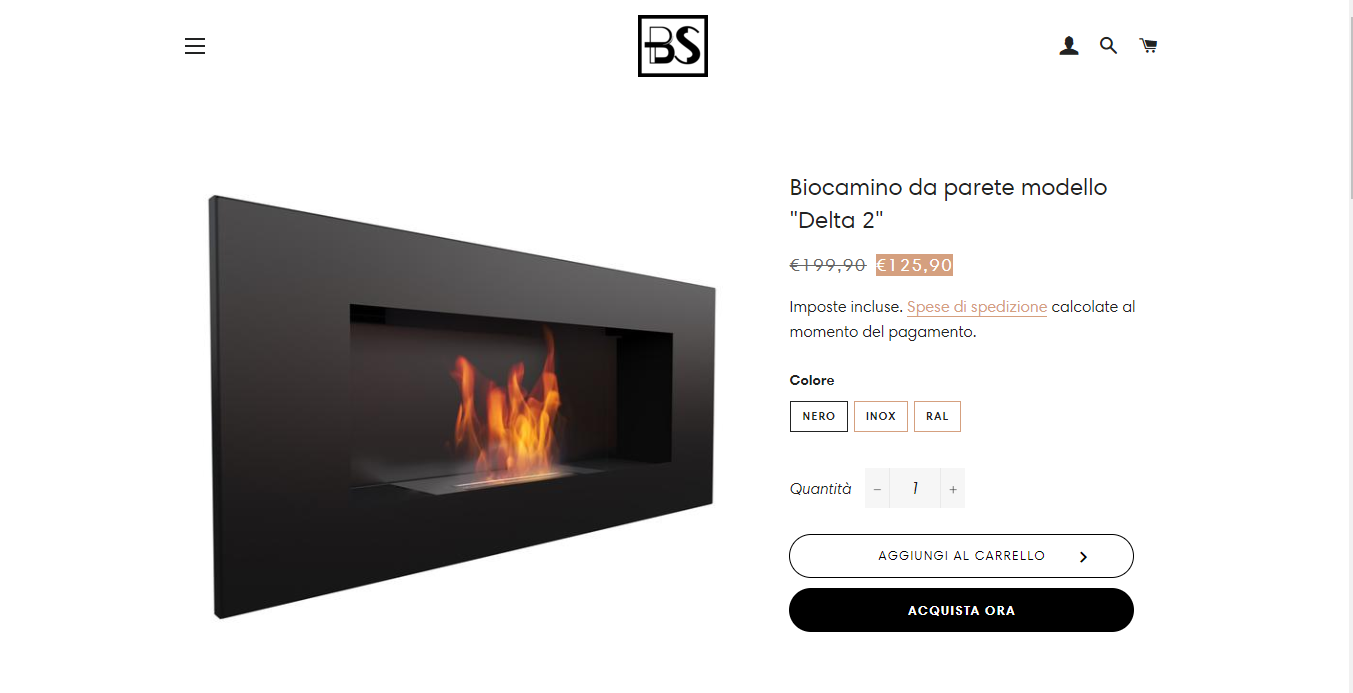 BS
Biocamino da parete modello
"Delta 2"
€199,90 €125,90
Imposte incluse. Spese di spedizione calcolate al
momento del pagamento.
Colore
NERO INOX RAL
Quantità − 1 +
AGGIUNGI AL CARRELLO
ACQUISTA ORA